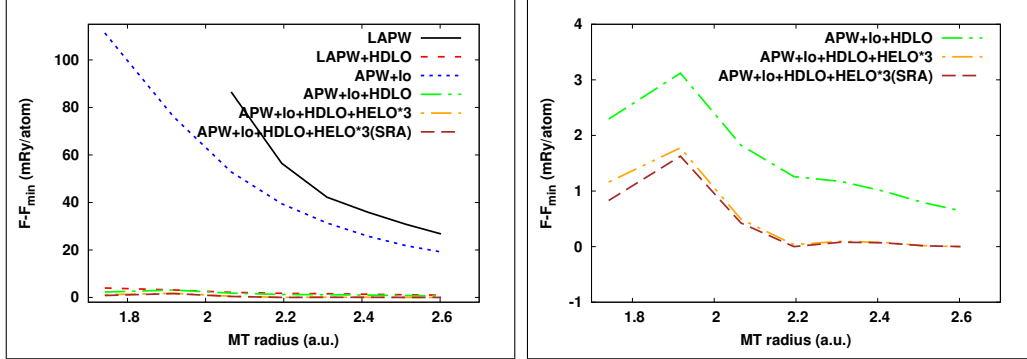 F-Fmin (mRy/atom)
100
80
60
40
20
0
LAPW
LAPW+HDLO
APW+lo
APW+lo+HDLO
APW+lo+HDLO+HELO*3
APW+lo+HDLO+HELO*3(SRA)
1.8 2 2.2 2.4 2.6
MT radius (a.u.)
F-Fmin (mRy/atom)
4
3
2
1
0
-1
APW+lo+HDLO
APW+lo+HDLO+HELO*3
APW+lo+HDLO+HELO*3(SRA)
1.8 2 2.2 2.4 2.6
MT radius (a.u.)